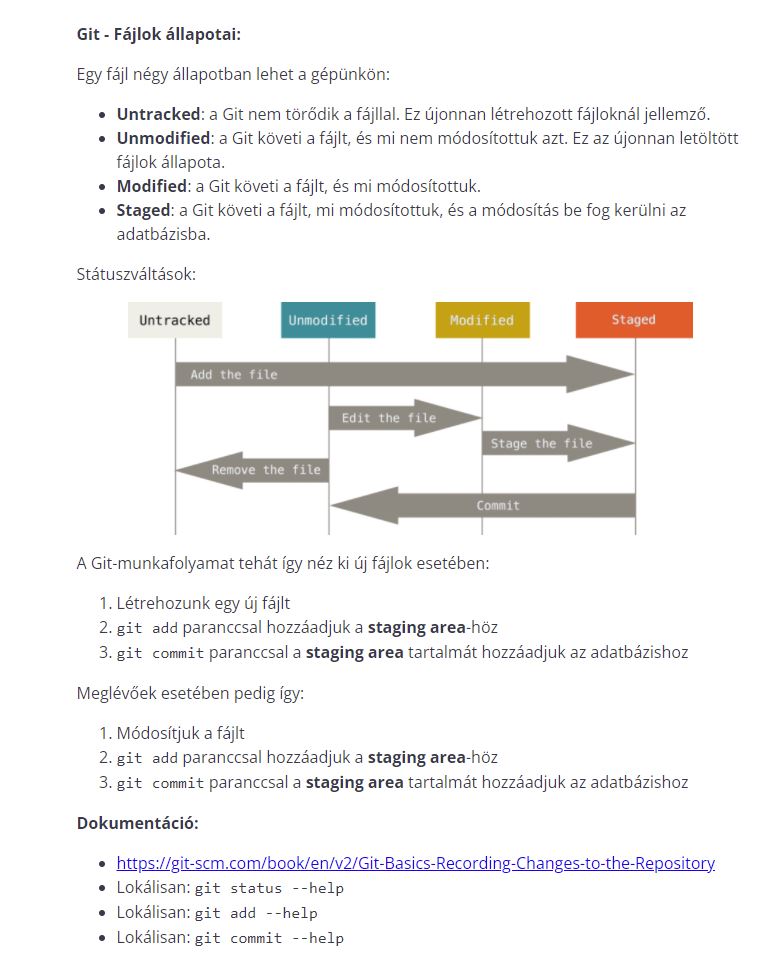 Git - Fájlok állapotai:
Egy fájl négy állapotban lehet a gépünkön:
• Untracked: a Git nem törődik a fájllal. Ez újonnan létrehozott fájloknál jellemző.
• Unmodified: a Git követi a fájlt, és mi nem módosítottuk azt. Ez az újonnan letöltött
fájlok állapota.
• Modified: a Git követi a fájlt, és mi módosítottuk.
• Staged: a Git követi a fájlt, mi módosítottuk, és a módosítás be fog kerülni az
adatbázisba.
Státuszváltások:
Untracked Unmodified Modified Staged
Add the file
Edit the file
Stage the file
Remove the file
Commit
A Git-munkafolyamat tehát így néz ki új fájlok esetében:
1. Létrehozunk egy új fájlt
2. git add paranccsal hozzáadjuk a staging area-höz
3. git commit paranccsal a staging area tartalmát hozzáadjuk az adatbázishoz
Meglévőek esetében pedig így:
1. Módosítjuk a fájlt
2. git add paranccsal hozzáadjuk a staging area-höz
3. git commit paranccsal a staging area tartalmát hozzáadjuk az adatbázishoz
Dokumentáció:
• https://git-scm.com/book/en/v2/Git-Basics-Recording-Changes-to-the-Repository
• Lokálisan: git status --help
• Lokálisan: git add --help
• Lokálisan: git commit --help